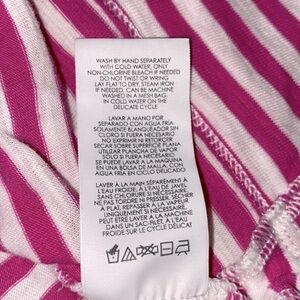 WASH BY HAND SEPARATELY
WITH COLD WATER, ONLY
NON-CHLORINE BLEACH IF NEEDED
DO NOT TWIST OR WRING
LAY FLAT TO DRY, STEAM IRON
IF NEEDED, CAN BE MACHINE
WASHED IN A MESH BAG,
IN COLD WATER ON THE
DELICATE CYCLE
LAVAR A MANO POR
SEPARADO CON AGUA FRÍA
SOLAMENTE BLANQUEADOR SIN
CLORO SI FUERA NECESARIO
NO EXPRIMIR NI RETORCER
SECAR SOBRE SUPERFICIE PLANA
UTILIZAR PLANCHA DE VAPOR
SOLO SI FUERA NECESARIO
SE PUEDE LAVAR A LA MAQUINA
EN UNA BOLSA DE MALLA, CON
AGUA FRIA EN CICLO DELICADO
LAVER À LA MAIN SÉPARÉMENT À
L'EAU FROIDE, À L'EAU DE JAVEL
SANS CHLORE SI NÉCESSAIRE
NE PAS TORDRE NI PRESSER, SÉCHER
À PLAT, REPASSER À LA VAPEUR
UNIQUEMENT SI NÉCESSAIRE
PEUT ÊTRE LAVER À LA MACHINE
DANS UN SAC-FILET, À L'EAU
FROIDE SUR LE CYCLE DÉLICAT